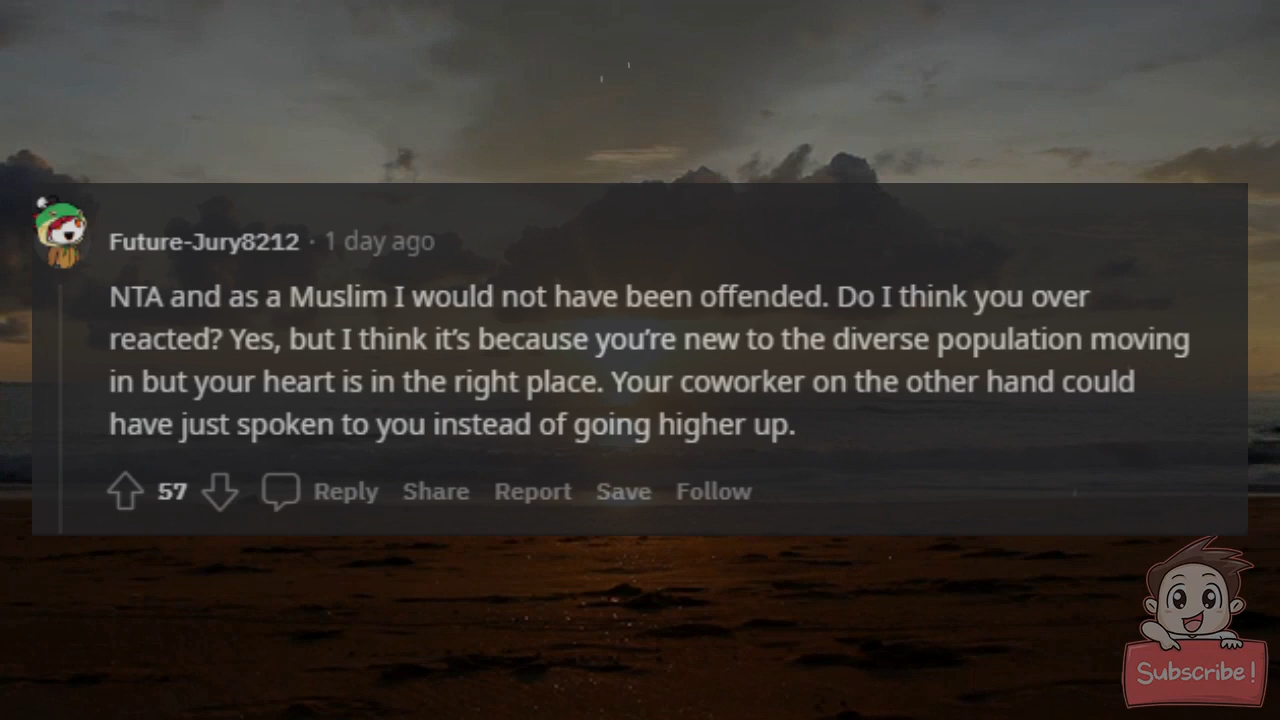 Future-Jury8212 · 1 day ago
NTA and as a Muslim I would not have been offended. Do I think you over
reacted? Yes, but I think it’s because you’re new to the diverse population moving
in but your heart is in the right place. Your coworker on the other hand could
have just spoken to you instead of going higher up.
57 Reply Share Report Save Follow
Subscribe!